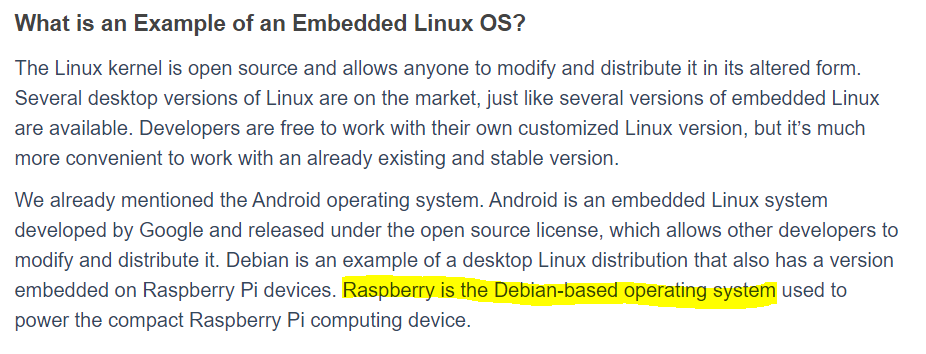 What is an Example of an Embedded Linux OS?
The Linux kernel is open source and allows anyone to modify and distribute it in its altered form.
Several desktop versions of Linux are on the market, just like several versions of embedded Linux
are available. Developers are free to work with their own customized Linux version, but it’s much
more convenient to work with an already existing and stable version.
We already mentioned the Android operating system. Android is an embedded Linux system
developed by Google and released under the open source license, which allows other developers to
modify and distribute it. Debian is an example of a desktop Linux distribution that also has a version
embedded on Raspberry Pi devices. Raspberry is the Debian-based operating system used to
power the compact Raspberry Pi computing device.